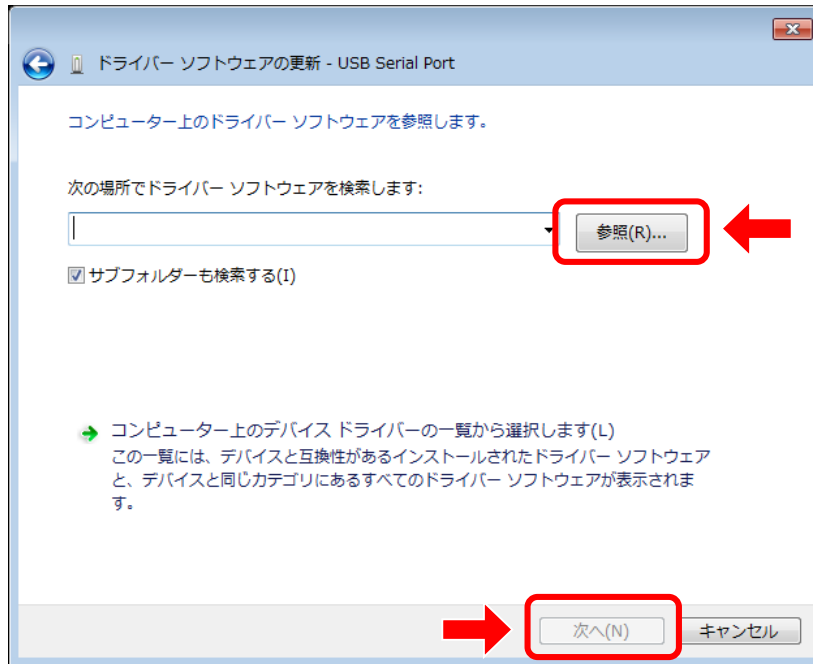 ドライバー ソフトウェアの更新 - USB Serial Port
コンピューター上のドライバー ソフトウェアを参照します。
次の場所でドライバー ソフトウェアを検索します:
参照(R)...
サブフォルダーも検索する(I)
コンピューター上のデバイス ドライバーの一覧から選択します(L)
この一覧には、デバイスと互換性があるインストールされたドライバー ソフトウェア
と、デバイスと同じカテゴリにあるすべてのドライバー ソフトウェアが表示されま
す。
次へ(N)
キャンセル